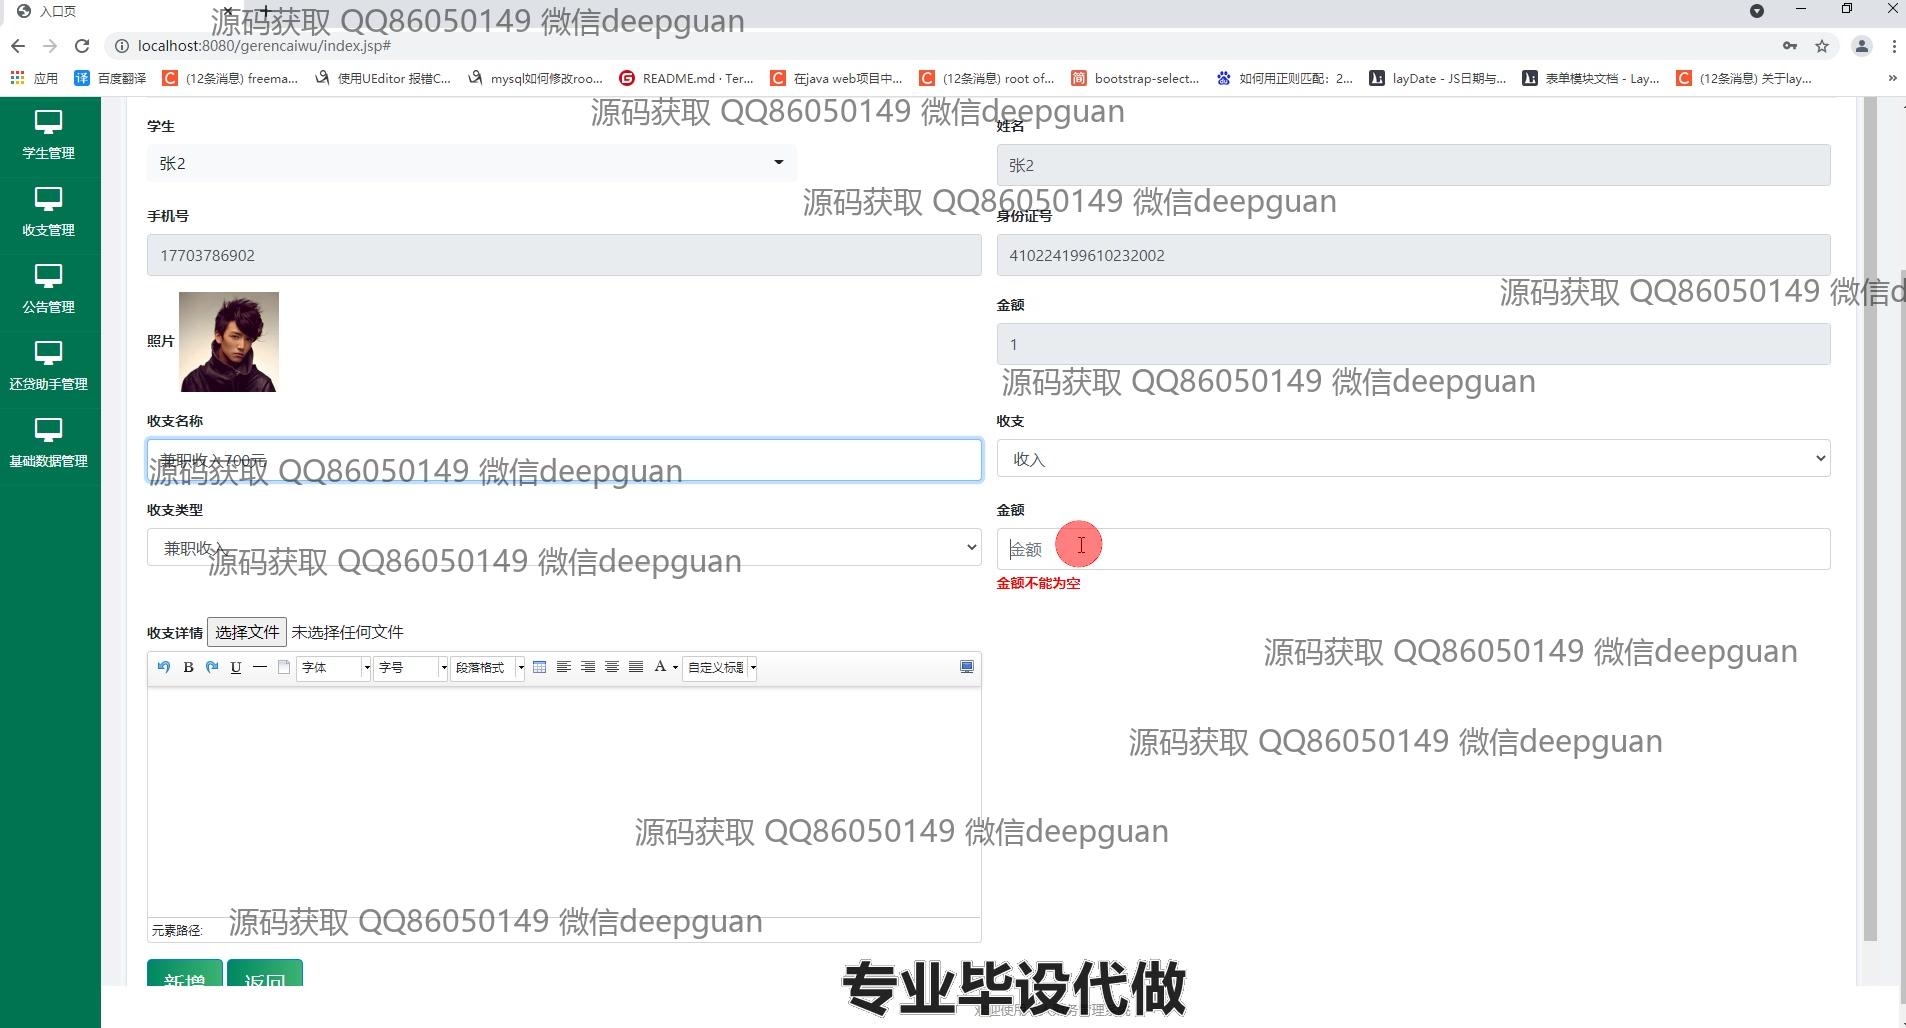 入口页
源码获取 QQ86050149 微信deepguan
localhost:8080/gerencaiwu/index.jsp#
应用 百度翻译 (12条消息) freema... 使用UEditor 报错C... mysql如何修改roo... README.md · Ter... 在java web项目中... (12条消息) root of... bootstrap-select... 如何用正则匹配：2... layDate - JS日期与... 表单模块文档 - Lay... (12条消息) 关于lay... »
源码获取 QQ86050149 微信deepguan
学生 姓名
学生管理
张2 张2
源码获取 QQ86050149 微信deepguan
手机号 身份证号
收支管理
17703786902 410224199610232002
源码获取 QQ86050149 微信d
公告管理
金额
照片 1
还贷助手管理
源码获取 QQ86050149 微信deepguan
收支名称 收支
基础数据管理
兼职收入700元 收入
源码获取 QQ86050149 微信deepguan
收支类型 金额
兼职收入 金额
源码获取 QQ86050149 微信deepguan
金额不能为空
收支详情 选择文件 未选择任何文件
源码获取 QQ86050149 微信deepguan
B U 字体 字号 段落格式 A 自定义标题
源码获取 QQ86050149 微信deepguan
源码获取 QQ86050149 微信deepguan
源码获取 QQ86050149 微信deepguan
元素路径:
新增 返回
专业毕设代做